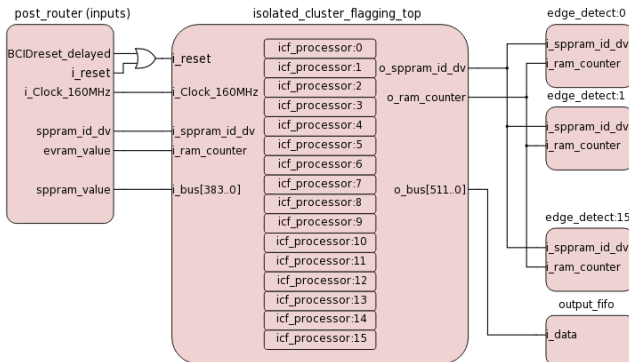 post_router (inputs)
BCIDreset_delayed
i_reset
i_Clock_160MHz
sppram_id_dv
evram_value
sppram_value
isolated_cluster_flagging_top
i_reset
i_Clock_160MHz
i_sppram_id_dv
i_ram_counter
i_bus[383..0]
icf_processor:0
icf_processor:1
icf_processor:2
icf_processor:3
icf_processor:4
icf_processor:5
icf_processor:6
icf_processor:7
icf_processor:8
icf_processor:9
icf_processor:10
icf_processor:11
icf_processor:12
icf_processor:13
icf_processor:14
icf_processor:15
o_sppram_id_dv
o_ram_counter
o_bus[511..0]
edge_detect:0
i_sppram_id_dv
i_ram_counter
edge_detect:1
i_sppram_id_dv
i_ram_counter
edge_detect:15
i_sppram_id_dv
i_ram_counter
output_fifo
i_data